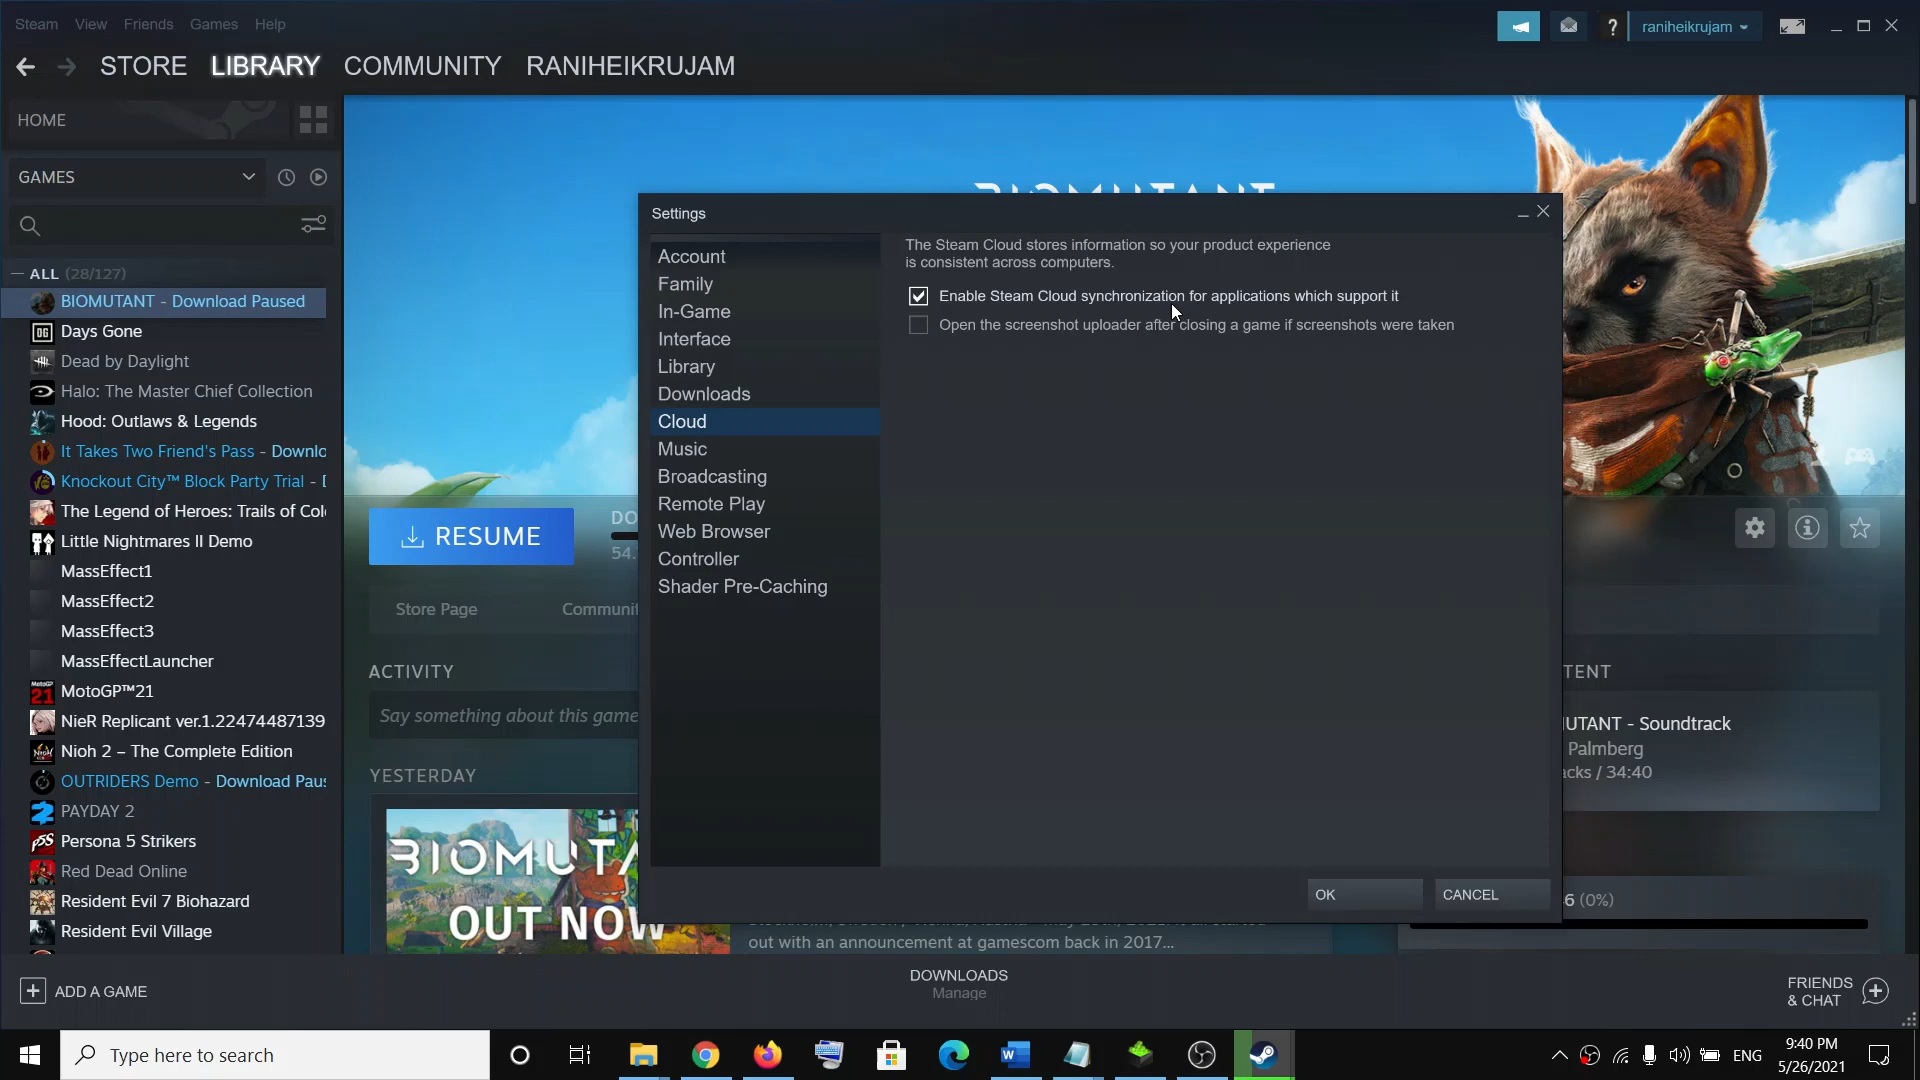 Steam View Friends Games Help
raniheikrujam
STORE LIBRARY COMMUNITY RANIHEIKRUJAM
HOME
GAMES
ALL (28/127)
BIOMUTANT - Download Paused
Days Gone
Dead by Daylight
Halo: The Master Chief Collection
Hood: Outlaws & Legends
It Takes Two Friend's Pass - Downlo
Knockout City™ Block Party Trial - D
The Legend of Heroes: Trails of Col
Little Nightmares II Demo
MassEffect1
MassEffect2
MassEffect3
MassEffectLauncher
MotoGP™21
NieR Replicant ver.1.22474487139
Nioh 2 – The Complete Edition
OUTRIDERS Demo - Download Paus
PAYDAY 2
Persona 5 Strikers
Red Dead Online
Resident Evil 7 Biohazard
Resident Evil Village
ADD A GAME
BIOMUTANT
RESUME
DO
54.
Store Page Communit
ACTIVITY
Say something about this game
YESTERDAY
BIOMUTA
OUT NOW
Settings
Account
Family
In-Game
Interface
Library
Downloads
Cloud
Music
Broadcasting
Remote Play
Web Browser
Controller
Shader Pre-Caching
The Steam Cloud stores information so your product experience
is consistent across computers.
Enable Steam Cloud synchronization for applications which support it
Open the screenshot uploader after closing a game if screenshots were taken
OK CANCEL
out with an announcement at gamescom back in 2017...
TENT
UTANT - Soundtrack
Palmberg
acks / 34:40
6 (0%)
DOWNLOADS
Manage
FRIENDS
& CHAT
Type here to search
ENG
9:40 PM
5/26/2021